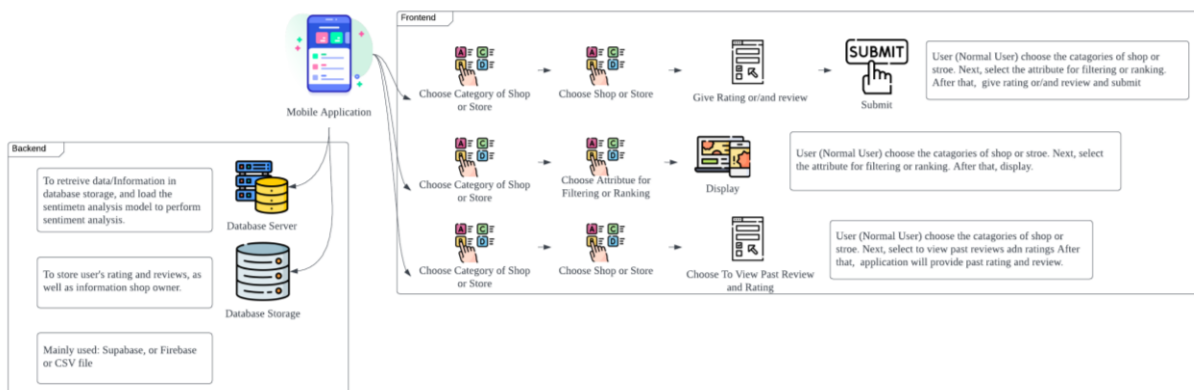 Frontend
Mobile Application
Choose Category of Shop
or Store
Choose Shop or Store
Give Rating or/and review
SUBMIT
Submit
User (Normal User) choose the catagories of shop or
stroe. Next, select the attribute for filtering or ranking.
After that, give rating or/and review and submit
Choose Category of Shop
or Store
Choose Attribtue for
Filtering or Ranking
Display
User (Normal User) choose the catagories of shop or stroe. Next, select
the attribute for filtering or ranking. After that, display.
Choose Category of Shop
or Store
Choose Shop or Store
Choose To View Past Review
and Rating
User (Normal User) choose the catagories of shop or
stroe. Next, select to view past reviews adn ratings After
that, application will provide past rating and review.
Backend
To retreive data/Information in
database storage, and load the
sentimetn analysis model to perform
sentiment analysis.
Database Server
To store user's rating and reviews, as
well as information shop owner.
Database Storage
Mainly used: Supabase, or Firebase
or CSV file